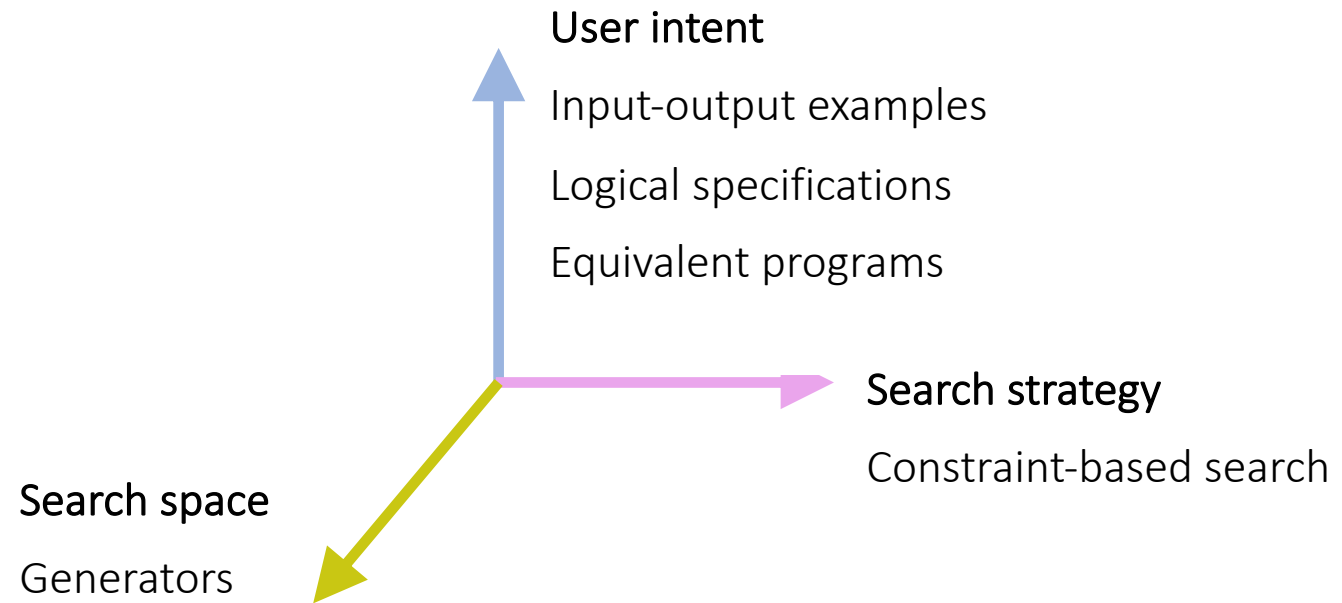 User intent
Input-output examples
Logical specifications
Equivalent programs
Search strategy
Constraint-based search
Search space
Generators